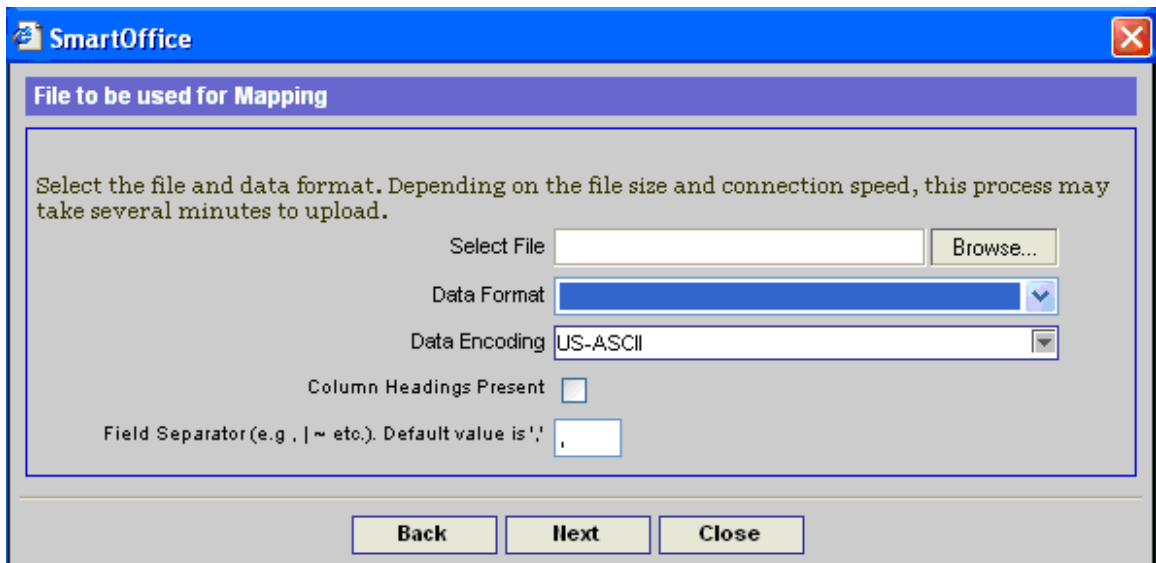 SmartOffice
File to be used for Mapping
Select the file and data format. Depending on the file size and connection speed, this process may
take several minutes to upload.
Select File Browse...
Data Format
Data Encoding US-ASCII
Column Headings Present
Field Separator (e.g , | ~ etc.). Default value is ',' ,
Back Next Close